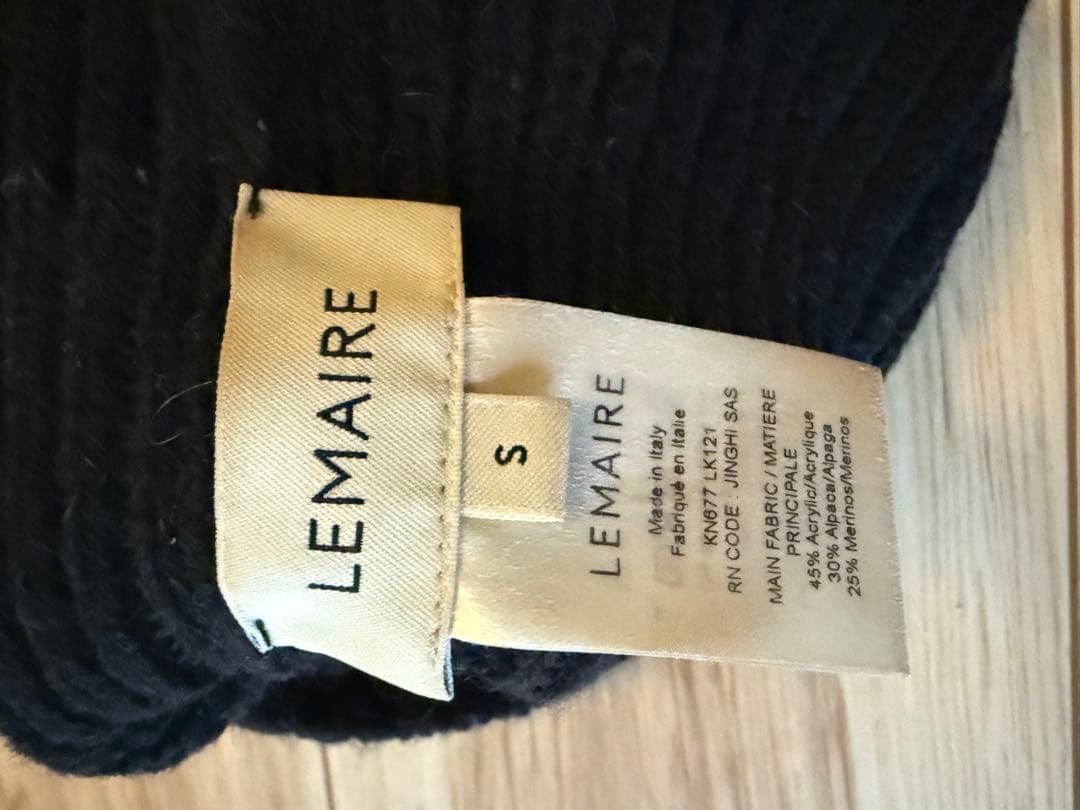 LEMAIRE
S
LEMAIRE
Made in Italy
Fabriqué en Italie
KN677 LK121
RN CODE : JINGHI SAS
MAIN FABRIC / MATIERE
PRINCIPALE
45% Acrylic/Acrylique
30% Alpaca/Alpaga
25% Merinos/Merinos